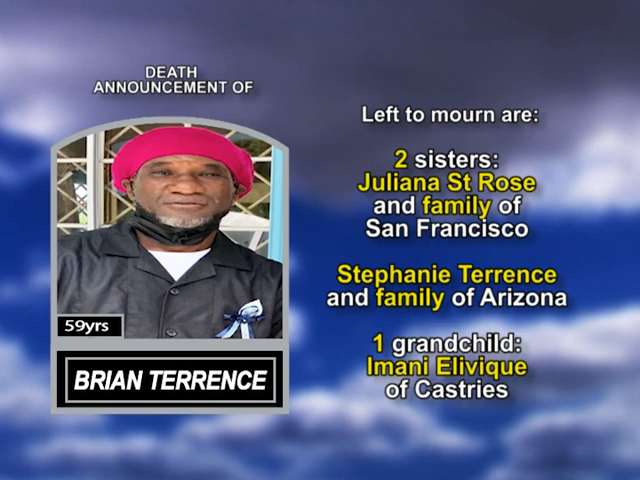 DEATH
ANNOUNCEMENT OF
59yrs
BRIAN TERRENCE
Left to mourn are:
2 sisters:
Juliana St Rose
and family of
San Francisco
Stephanie Terrence
and family of Arizona
1 grandchild:
Imani Elivique
of Castries